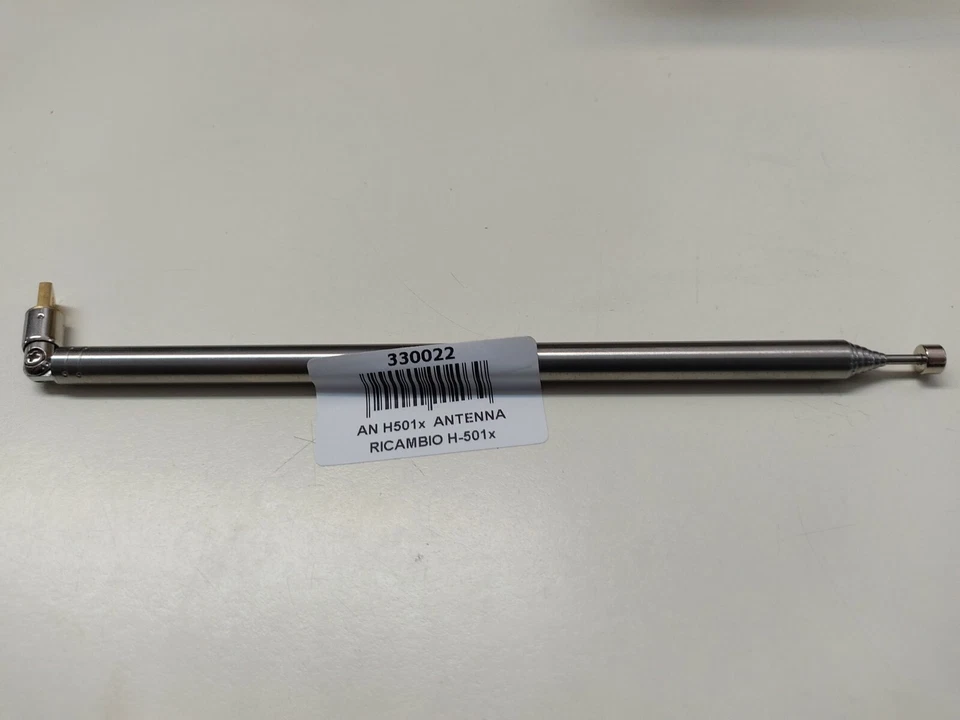 330022
AN H501x ANTENNA
RICAMBIO H-501x